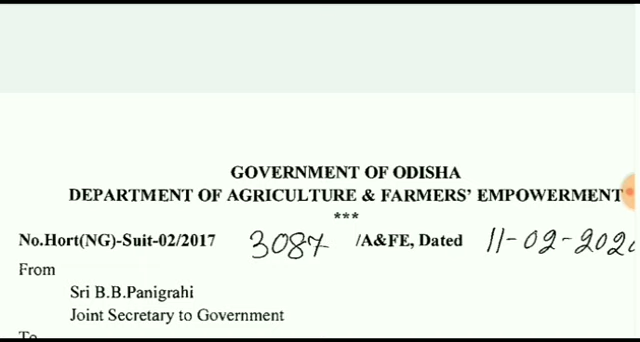 GOVERNMENT OF ODISHA
DEPARTMENT OF AGRICULTURE & FARMERS' EMPOWERMENT
***
No.Hort(NG)-Suit-02/2017 3087 /A&FE, Dated 11-02-202
From
Sri B.B.Panigrahi
Joint Secretary to Government
To